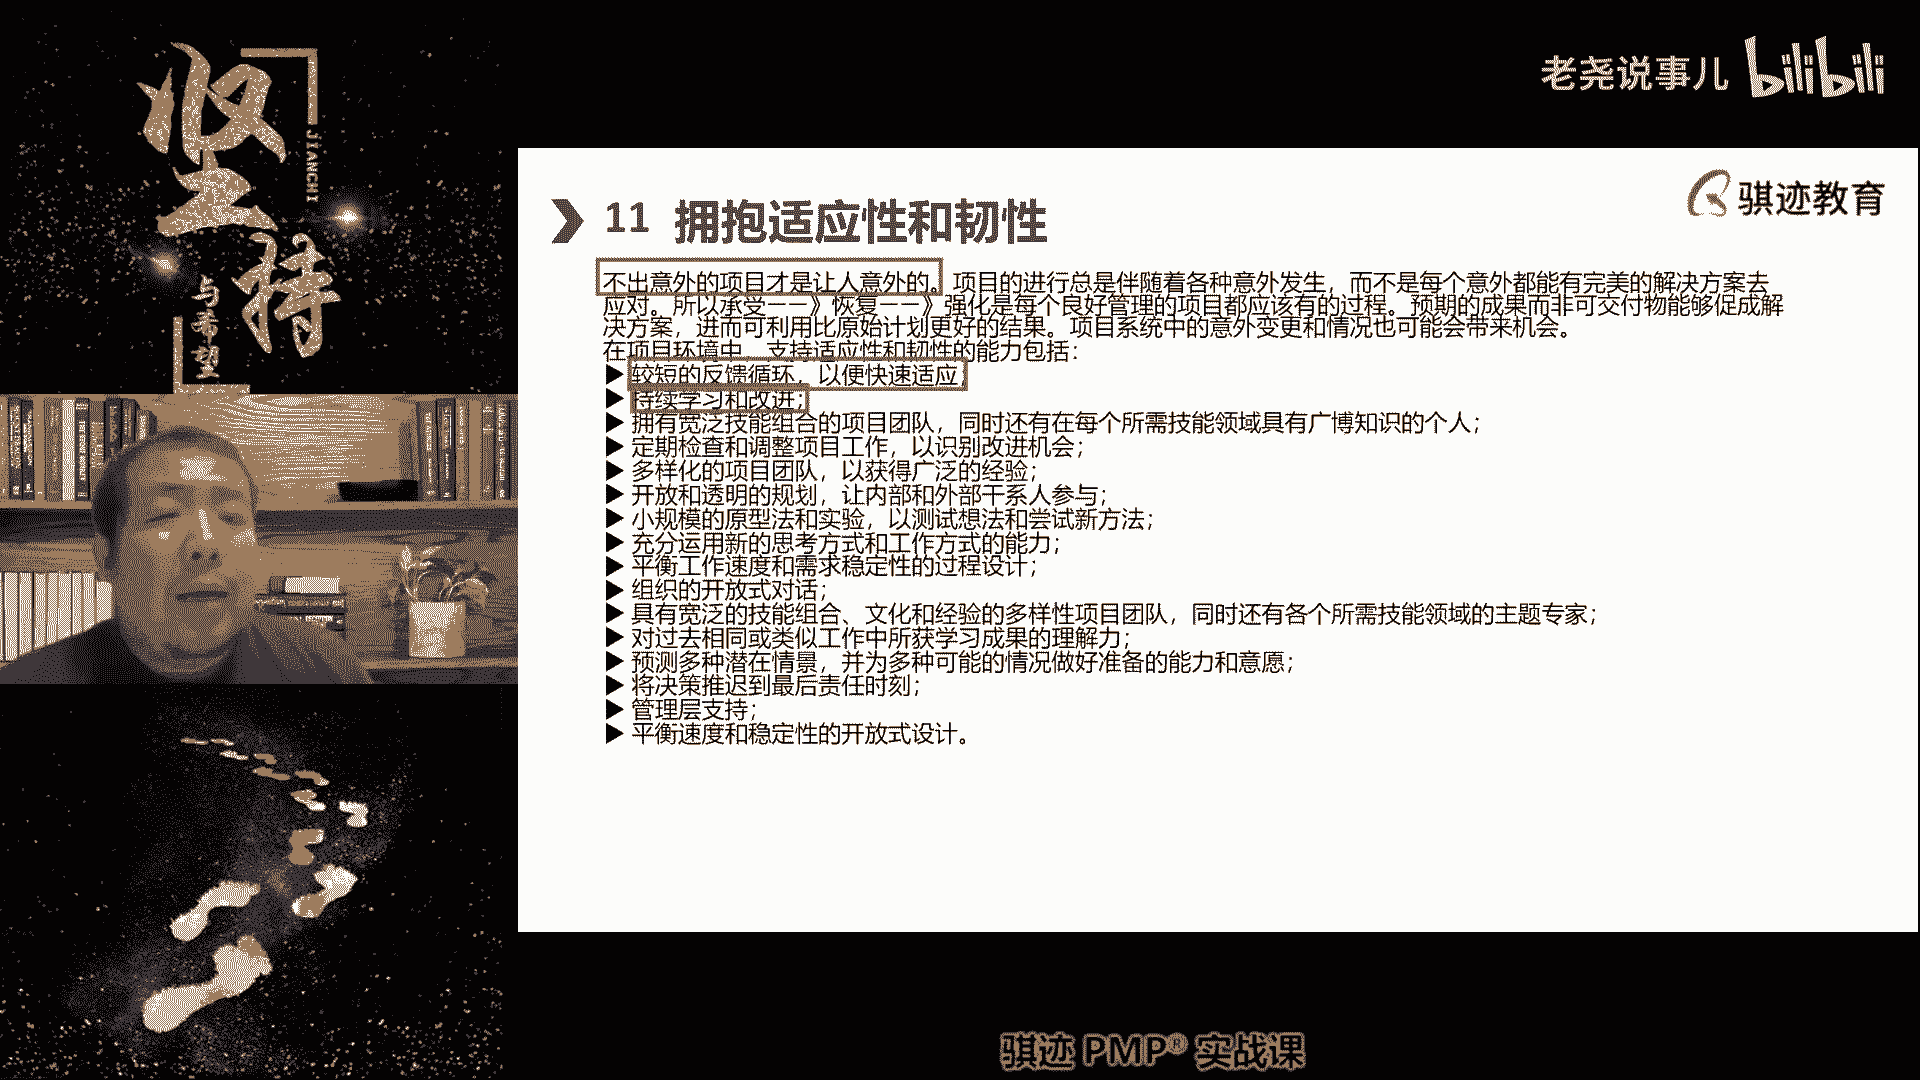 坚持
JIANCHI
与希望
老尧说事儿 bilibili
骐迹教育
11 拥抱适应性和韧性
不出意外的项目才是让人意外的。项目的进行总是伴随着各种意外发生，而不是每个意外都能有完美的解决方案去
应对。所以承受——》恢复——》强化是每个良好管理的项目都应该有的过程。预期的成果而非可交付物能够促成解
决方案，进而可利用比原始计划更好的结果。项目系统中的意外变更和情况也可能会带来机会。
在项目环境中，支持适应性和韧性的能力包括：
▶ 较短的反馈循环，以便快速适应；
▶ 持续学习和改进；
▶ 拥有宽泛技能组合的项目团队，同时还有在每个所需技能领域具有广博知识的个人；
▶ 定期检查和调整项目工作，以识别改进机会；
▶ 多样化的项目团队，以获得广泛的经验；
▶ 开放和透明的规划，让内部和外部干系人参与；
▶ 小规模的原型法和实验，以测试想法和尝试新方法；
▶ 充分运用新的思考方式和工作方式的能力；
▶ 平衡工作速度和需求稳定性的过程设计；
▶ 组织的开放式对话；
▶ 具有宽泛的技能组合、文化和经验的多样性项目团队，同时还有各个所需技能领域的主题专家；
▶ 对过去相同或类似工作中所获学习成果的理解力；
▶ 预测多种潜在情景，并为多种可能的情况做好准备的能力和意愿；
▶ 将决策推迟到最后责任时刻；
▶ 管理层支持；
▶ 平衡速度和稳定性的开放式设计。
骐迹 PMP® 实战课